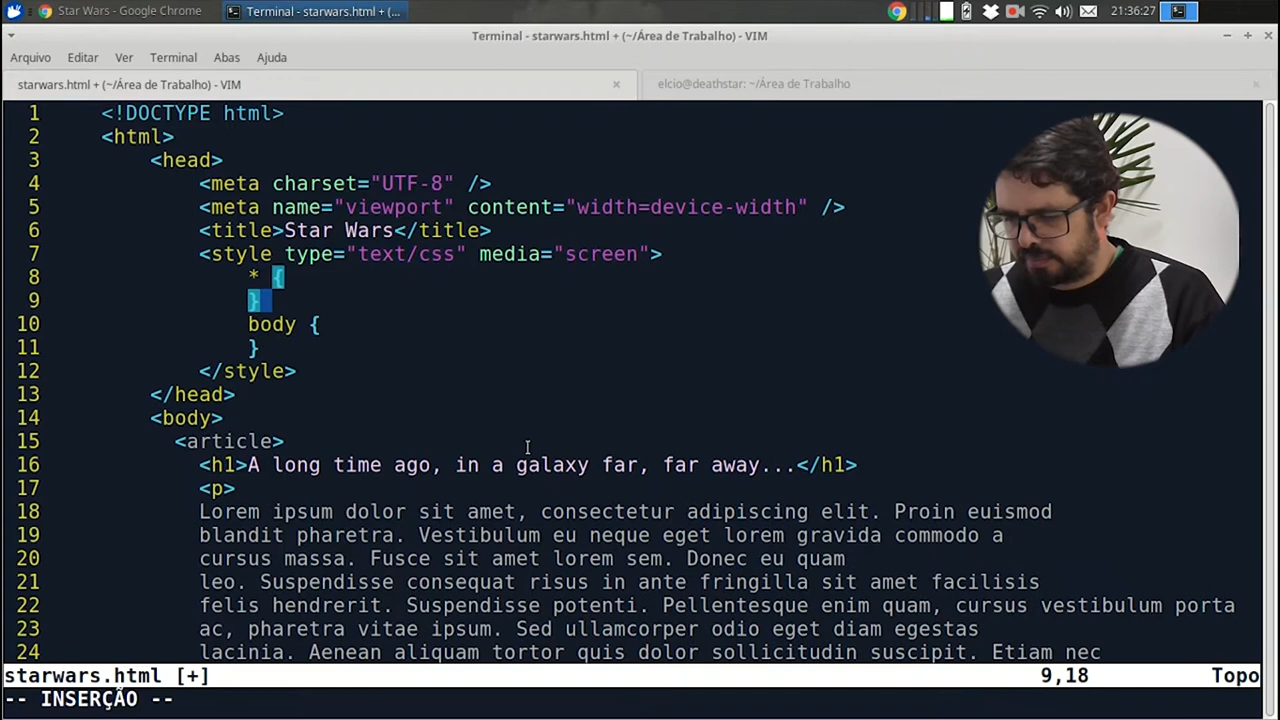 Star Wars - Google Chrome
Terminal - starwars.html + (...
21:36:27
Terminal - starwars.html + (~/Área de Trabalho) - VIM
Arquivo Editar Ver Terminal Abas Ajuda
starwars.html + (~/Área de Trabalho) - VIM
elcio@deathstar: ~/Área de Trabalho
1 <!DOCTYPE html>
2 <html>
3 <head>
4 <meta charset="UTF-8" />
5 <meta name="viewport" content="width=device-width" />
6 <title>Star Wars</title>
7 <style type="text/css" media="screen">
8 * {
9 }
10 body {
11 }
12 </style>
13 </head>
14 <body>
15 <article>
16 <h1>A long time ago, in a galaxy far, far away...</h1>
17 <p>
18 Lorem ipsum dolor sit amet, consectetur adipiscing elit. Proin euismod
19 blandit pharetra. Vestibulum eu neque eget lorem gravida commodo a
20 cursus massa. Fusce sit amet lorem sem. Donec eu quam
21 leo. Suspendisse consequat risus in ante fringilla sit amet facilisis
22 felis hendrerit. Suspendisse potenti. Pellentesque enim quam, cursus vestibulum porta
23 ac, pharetra vitae ipsum. Sed ullamcorper odio eget diam egestas
24 lacinia. Aenean aliquam tortor quis dolor sollicitudin suscipit. Etiam nec
starwars.html [+] 9,18 Topo
-- INSERÇÃO --